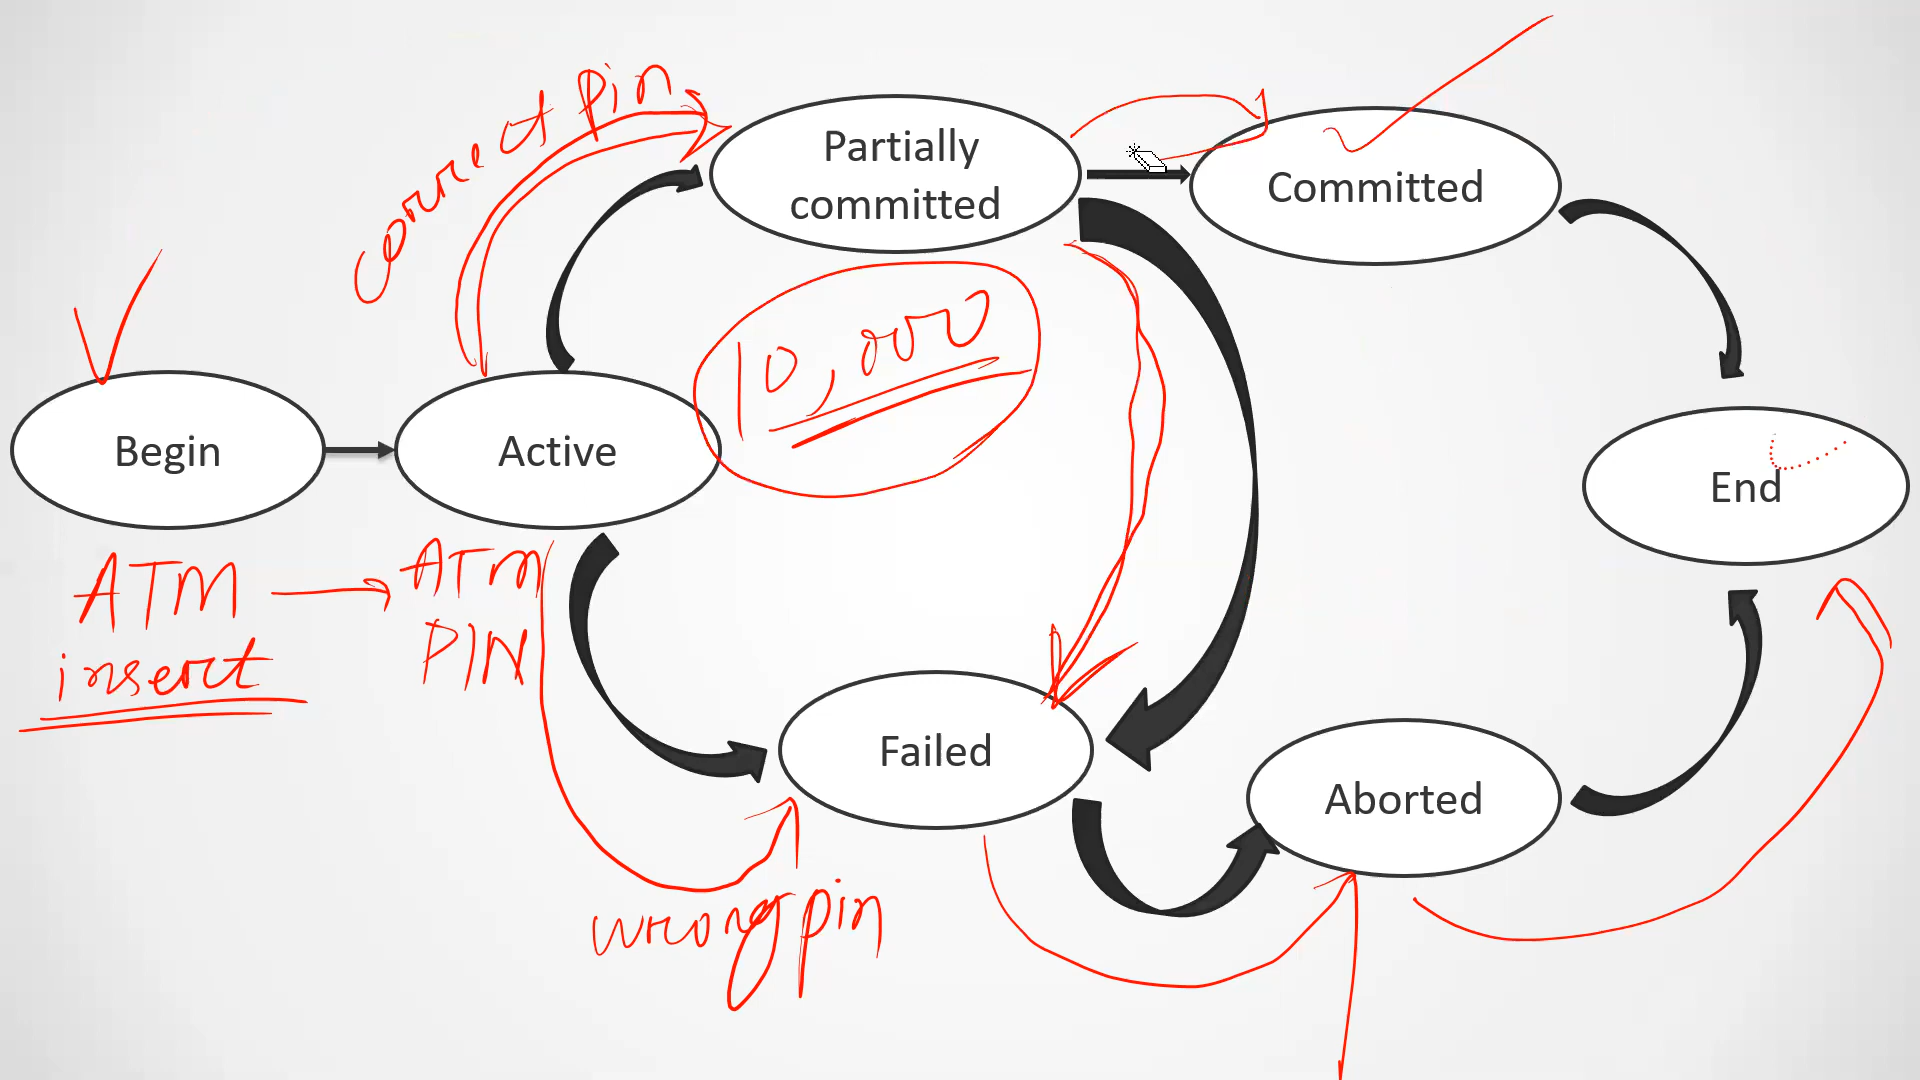 correct pin
Partially
committed
Committed
10,000
Begin
Active
End
ATM
insert
ATM
PIN
Failed
Aborted
wrong pin